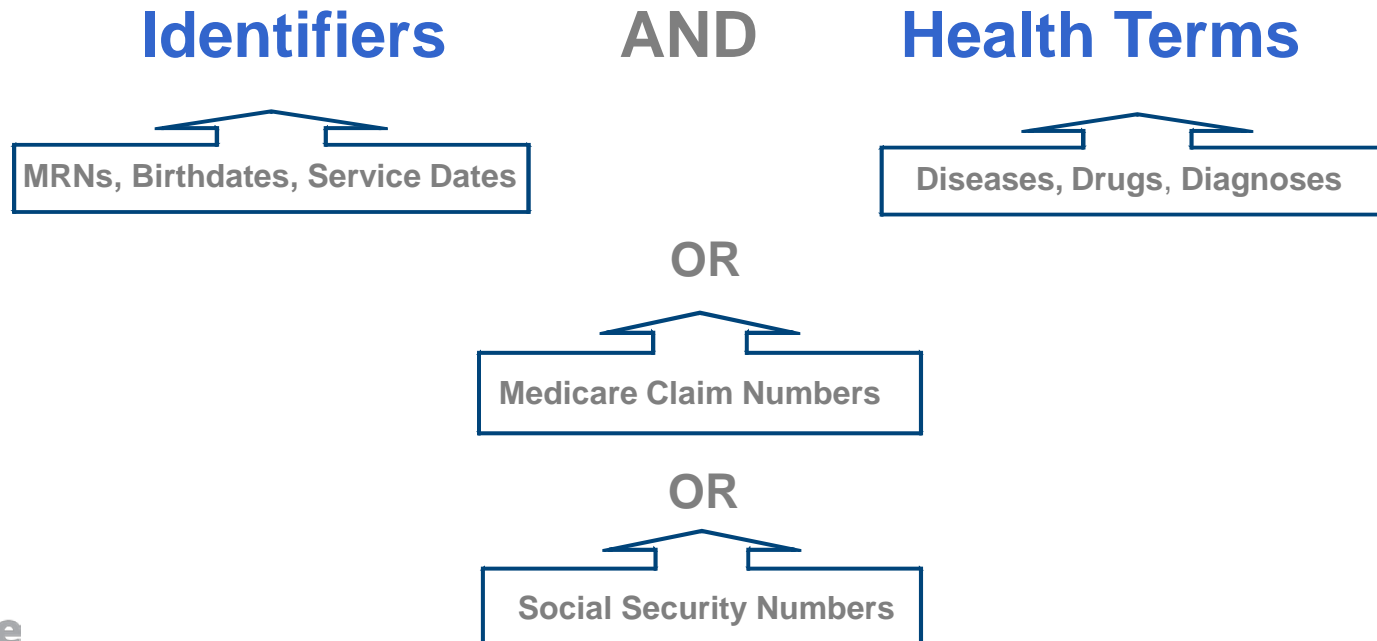 Identifiers AND Health Terms
MRNs, Birthdates, Service Dates
Diseases, Drugs, Diagnoses
OR
Medicare Claim Numbers
OR
Social Security Numbers